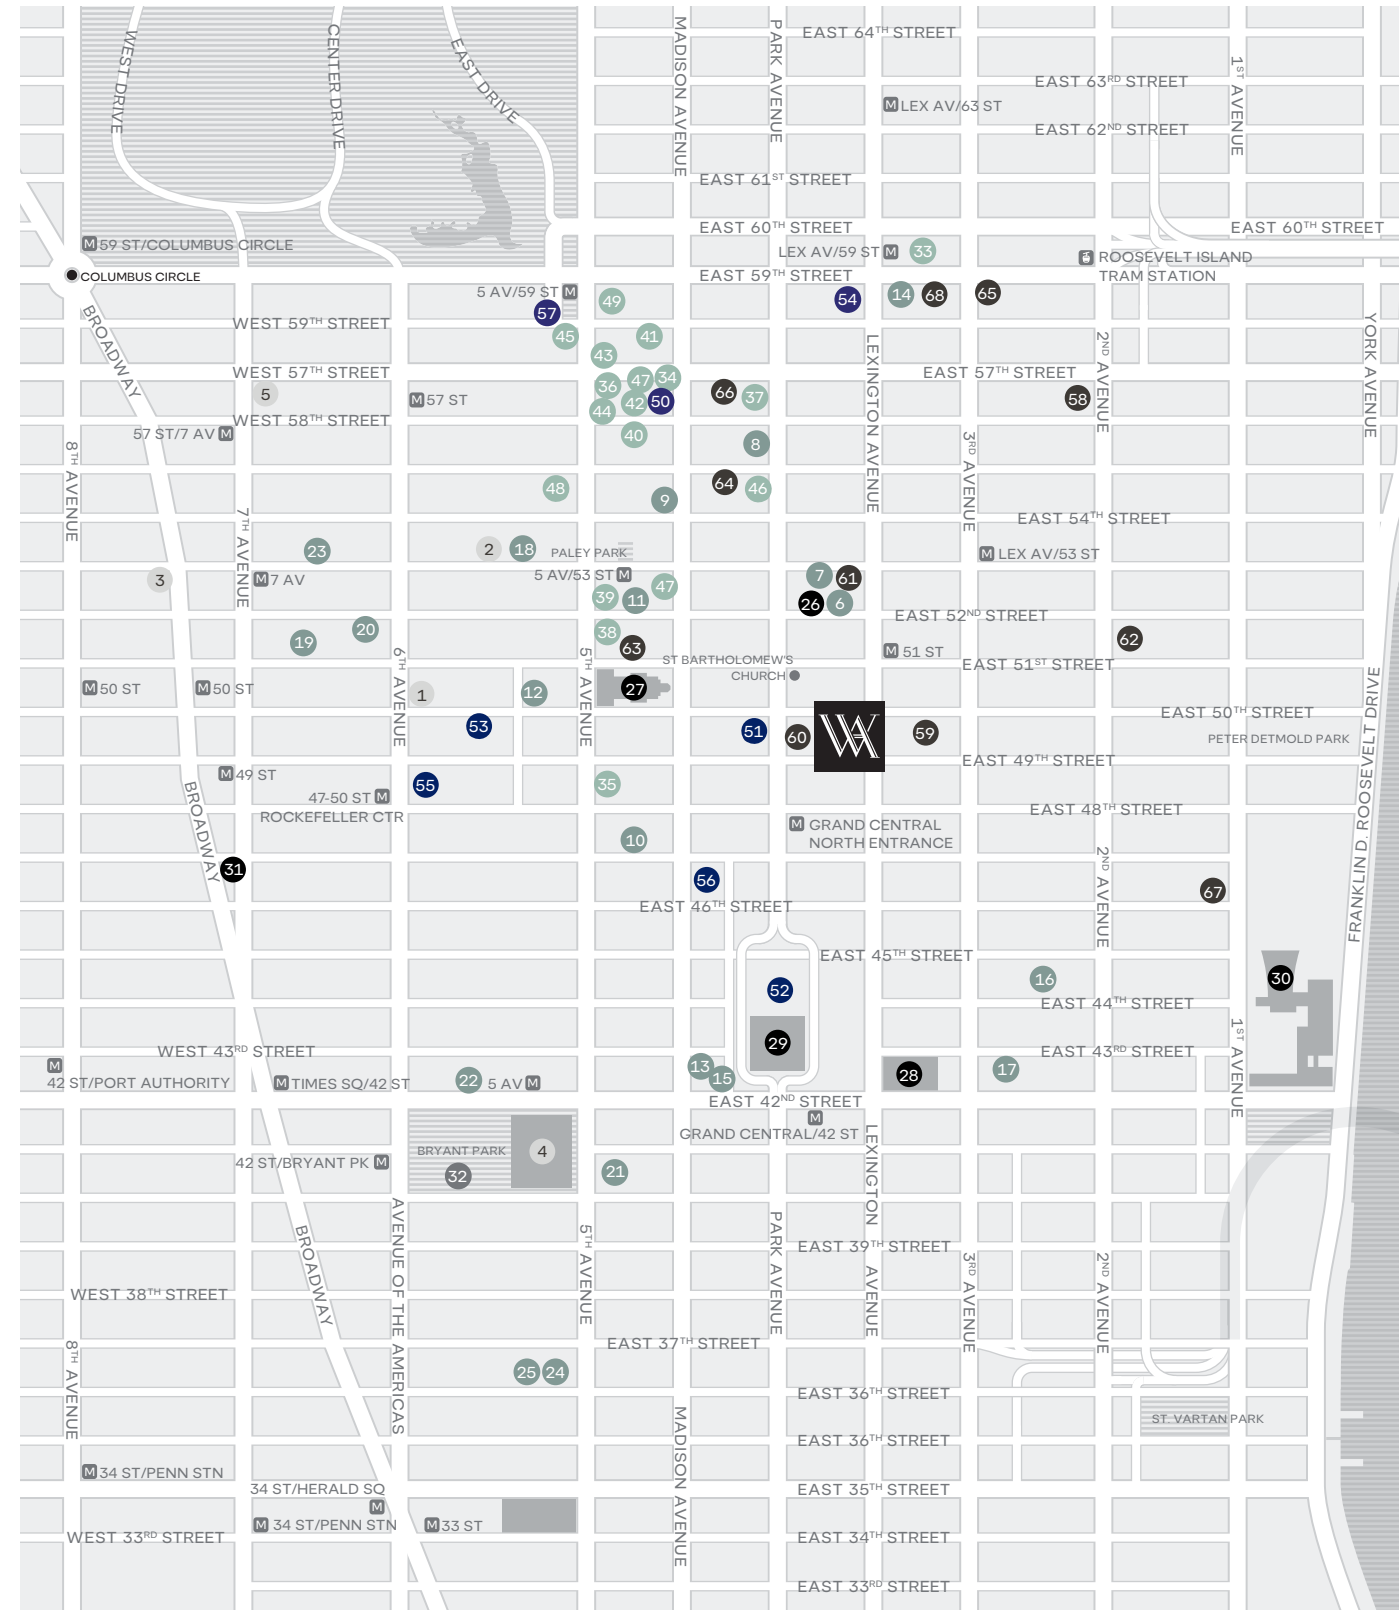 WEST DRIVE
CENTER DRIVE
EAST DRIVE
MADISON AVENUE
PARK AVENUE
EAST 64TH STREET
EAST 63RD STREET
1ST AVENUE
M LEX AV/63 ST
EAST 62ND STREET
EAST 61ST STREET
EAST 60TH STREET
EAST 60TH STREET
M 59 ST/COLUMBUS CIRCLE
LEX AV/59 ST M
33
ROOSEVELT ISLAND
TRAM STATION
COLUMBUS CIRCLE
EAST 59TH STREET
5 AV/59 ST M
49
54
14
68
65
57
BROADWAY
WEST 59TH STREET
45
41
43
LEXINGTON AVENUE
2ND AVENUE
YORK AVENUE
WEST 57TH STREET
EAST 57TH STREET
36
47
34
5
M 57 ST
44
42
50
66
37
58
WEST 58TH STREET
57 ST/7 AV M
40
8
8TH AVENUE
3RD AVENUE
48
9
64
46
7TH AVENUE
EAST 54TH STREET
23
2
18
PALEY PARK
M LEX AV/53 ST
3
M 7 AV
5 AV/53 ST M
47
7
61
39
11
26
6
EAST 52ND STREET
19
20
38
63
62
6TH AVENUE
5TH AVENUE
M 51 ST
ST BARTHOLOMEW'S
CHURCH
EAST 51ST STREET
M 50 ST
M 50 ST
1
12
27
WA
EAST 50TH STREET
53
51
60
59
PETER DETMOLD PARK
FRANKLIN D. ROOSEVELT DRIVE
EAST 49TH STREET
M 49 ST
55
35
47-50 ST M
ROCKEFELLER CTR
EAST 48TH STREET
BROADWAY
M GRAND CENTRAL
NORTH ENTRANCE
10
31
56
2ND AVENUE
67
EAST 46TH STREET
EAST 45TH STREET
52
16
30
EAST 44TH STREET
29
WEST 43RD STREET
EAST 43RD STREET
1ST AVENUE
M
42 ST/PORT AUTHORITY
M TIMES SQ/42 ST
22
5 AV M
13
15
28
17
EAST 42ND STREET
M
GRAND CENTRAL/42 ST
BRYANT PARK
4
42 ST/BRYANT PK M
32
21
LEXINGTON AVENUE
AVENUE OF THE AMERICAS
5TH AVENUE
PARK AVENUE
BROADWAY
EAST 39TH STREET
3RD AVENUE
2ND AVENUE
WEST 38TH STREET
EAST 37TH STREET
8TH AVENUE
25
24
EAST 36TH STREET
MADISON AVENUE
ST. VARTAN PARK
EAST 36TH STREET
M 34 ST/PENN STN
34 ST/HERALD SQ
M
EAST 35TH STREET
M 34 ST/PENN STN
M 33 ST
WEST 33RD STREET
EAST 34TH STREET
EAST 33RD STREET